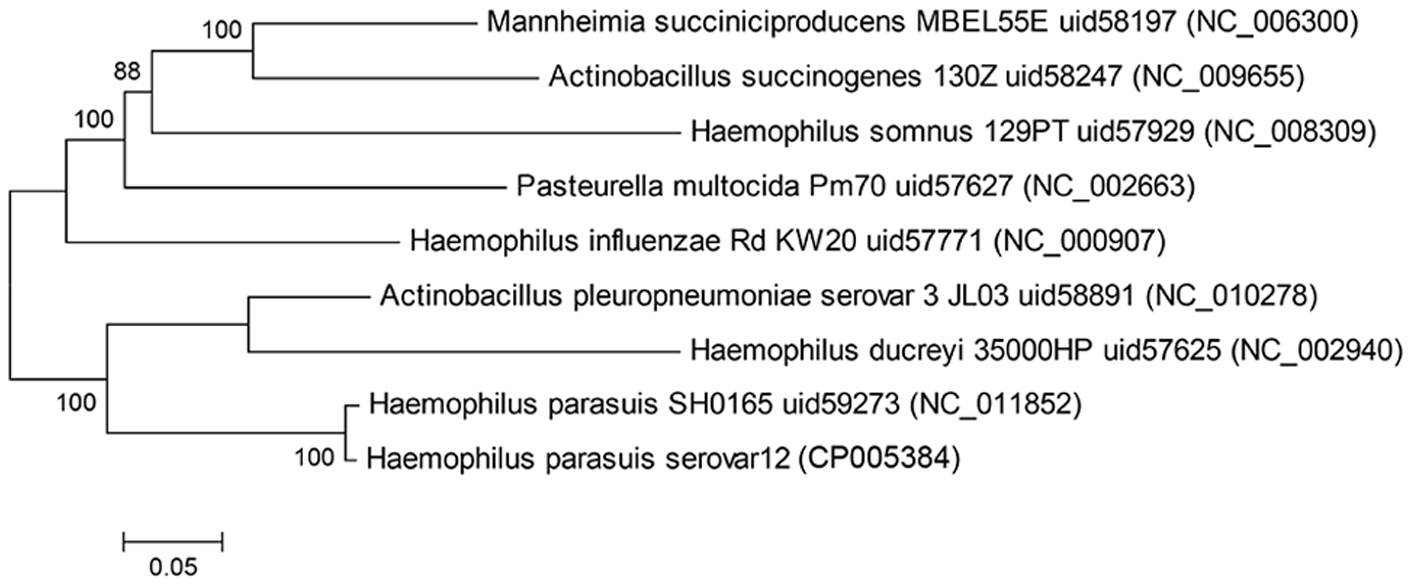 100
Mannheimia succiniciproducens MBEL55E uid58197 (NC_006300)
88
Actinobacillus succinogenes 130Z uid58247 (NC_009655)
100
Haemophilus somnus 129PT uid57929 (NC_008309)
Pasteurella multocida Pm70 uid57627 (NC_002663)
Haemophilus influenzae Rd KW20 uid57771 (NC_000907)
Actinobacillus pleuropneumoniae serovar 3 JL03 uid58891 (NC_010278)
Haemophilus ducreyi 35000HP uid57625 (NC_002940)
100
Haemophilus parasuis SH0165 uid59273 (NC_011852)
100
Haemophilus parasuis serovar12 (CP005384)
0.05